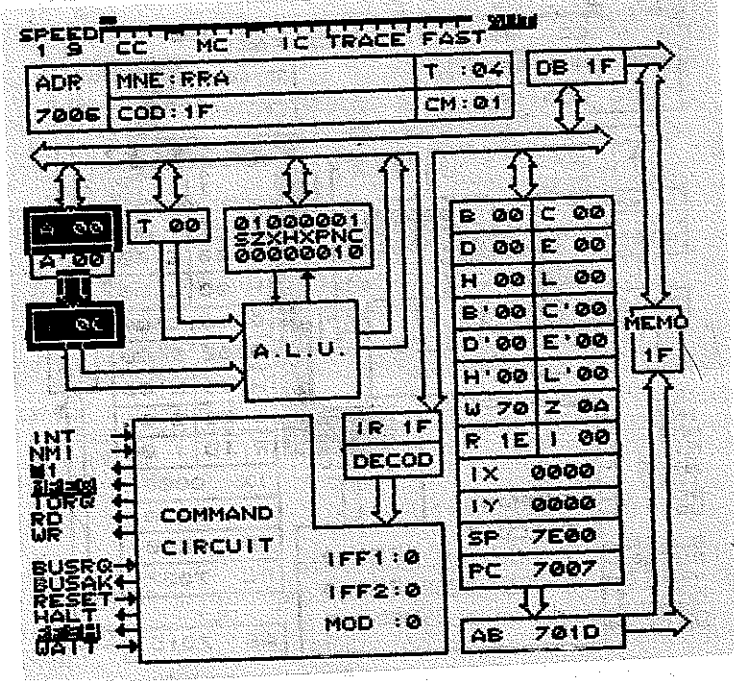 SPEED
1 9 CC MC IC TRACE FAST
ADR MNE:RRA T :04 DB 1F
7006 COD:1F CM:01
A 00 T 00 01000001
SZXHXPNC
A'00 00000010
A.L.U.
B 00 C 00
D 00 E 00
H 00 L 00
B'00 C'00
D'00 E'00
H'00 L'00
W 70 Z 0A
R 1E I 00
IX 0000
IY 0000
SP 7E00
PC 7007
AB 701D
MEMO
1F
IR 1F
DECOD
INT
NMI
M1
IORQ
RD
WR
BUSRQ
BUSAK
RESET
HALT
WAIT
COMMAND
CIRCUIT
IFF1:0
IFF2:0
MOD :0